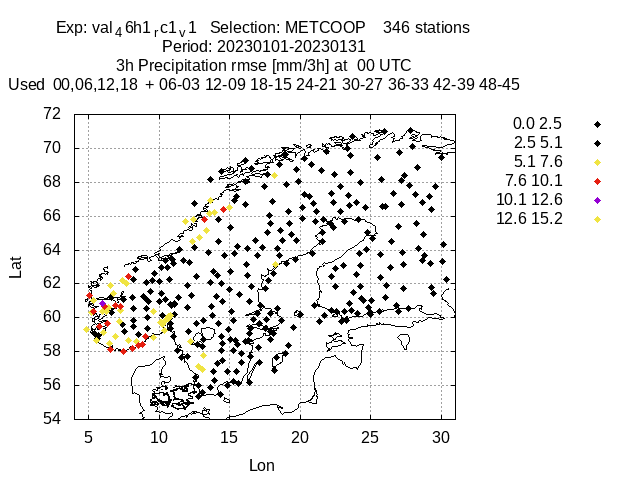 Exp: val46h1rc1v1   Selection: METCOOP    346 stations
Period: 20230101-20230131
3h Precipitation rmse [mm/3h] at  00 UTC
Used  00,06,12,18  + 06-03 12-09 18-15 24-21 30-27 36-33 42-39 48-45
0.0 2.5
2.5 5.1
5.1 7.6
7.6 10.1
10.1 12.6
12.6 15.2
72
70
68
66
64
62
60
58
56
54
Lat
5 10 15 20 25 30
Lon